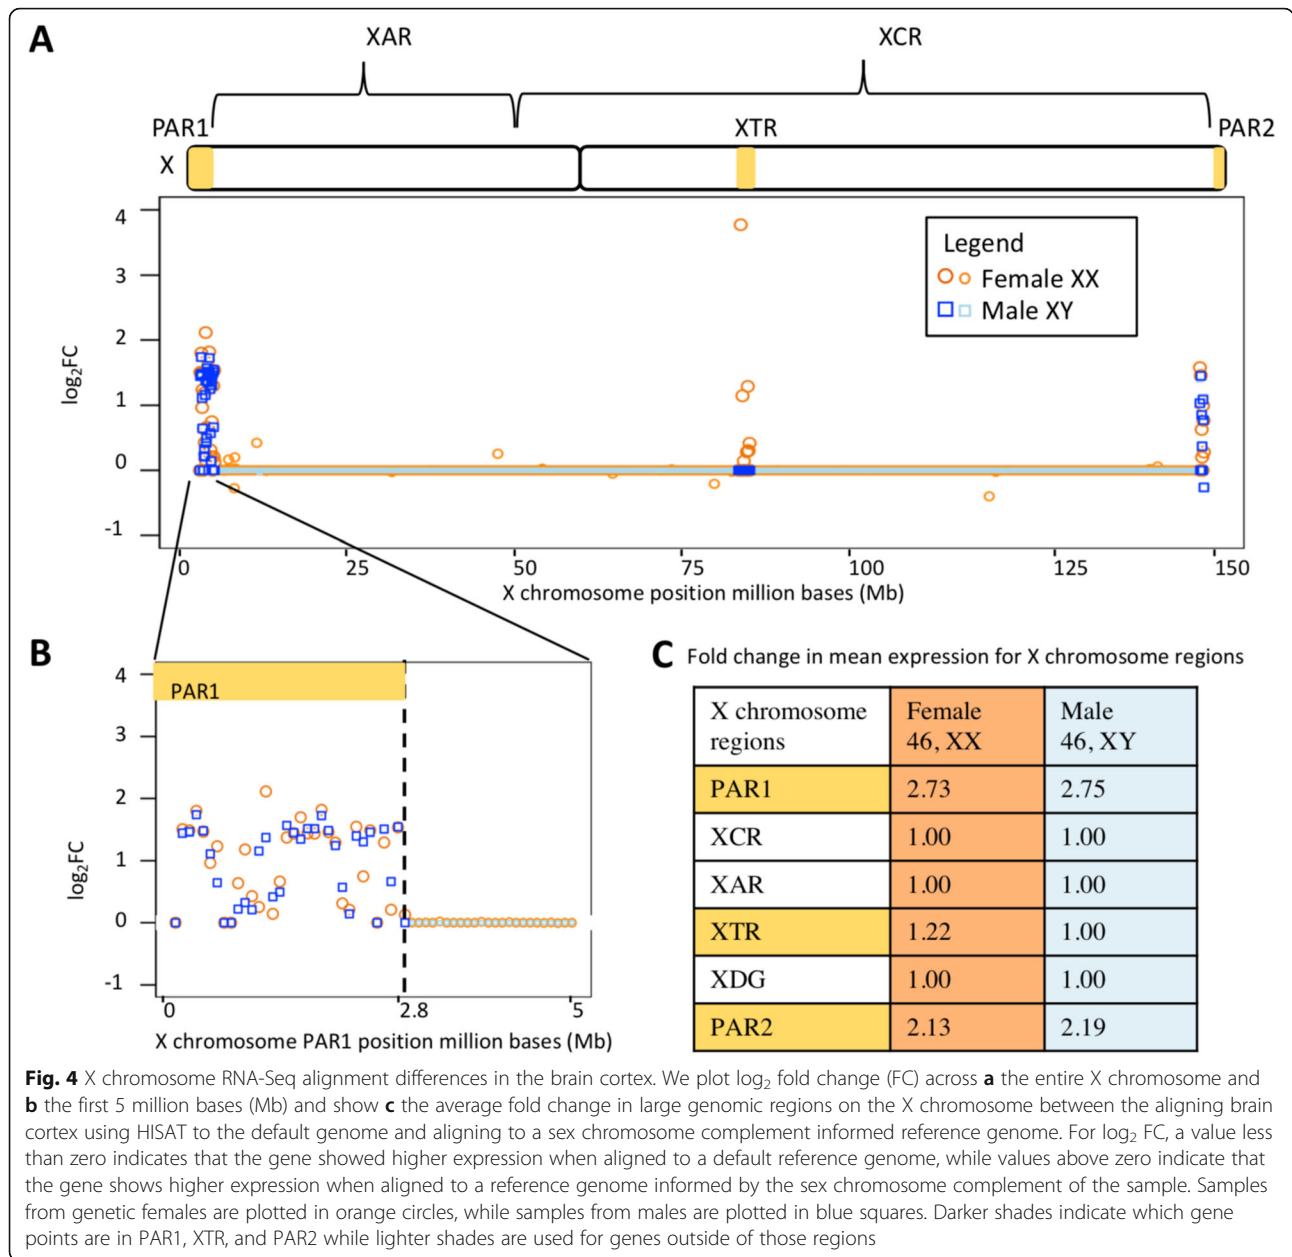 A
XAR
XCR
PAR1
XTR
PAR2
X
4
3
2
1
0
-1
log2FC
Legend
Female XX
Male XY
0
25
50
75
100
125
150
X chromosome position million bases (Mb)
B
PAR1
4
3
2
1
0
-1
log2FC
0
2.8
5
X chromosome PAR1 position million bases (Mb)
C Fold change in mean expression for X chromosome regions
X chromosome regions
Female 46, XX
Male 46, XY
PAR1 2.73 2.75
XCR 1.00 1.00
XAR 1.00 1.00
XTR 1.22 1.00
XDG 1.00 1.00
PAR2 2.13 2.19
Fig. 4 X chromosome RNA-Seq alignment differences in the brain cortex. We plot log2 fold change (FC) across a the entire X chromosome and
b the first 5 million bases (Mb) and show c the average fold change in large genomic regions on the X chromosome between the aligning brain
cortex using HISAT to the default genome and aligning to a sex chromosome complement informed reference genome. For log2 FC, a value less
than zero indicates that the gene showed higher expression when aligned to a default reference genome, while values above zero indicate that
the gene shows higher expression when aligned to a reference genome informed by the sex chromosome complement of the sample. Samples
from genetic females are plotted in orange circles, while samples from males are plotted in blue squares. Darker shades indicate which gene
points are in PAR1, XTR, and PAR2 while lighter shades are used for genes outside of those regions